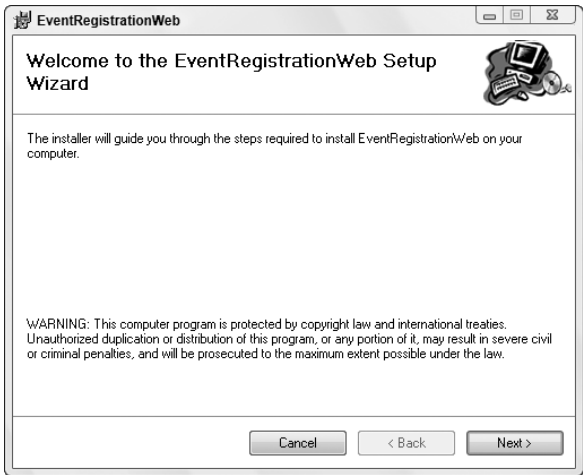 EventRegistrationWeb
Welcome to the EventRegistrationWeb Setup
Wizard
The installer will guide you through the steps required to install EventRegistrationWeb on your
computer.
WARNING: This computer program is protected by copyright law and international treaties.
Unauthorized duplication or distribution of this program, or any portion of it, may result in severe civil
or criminal penalties, and will be prosecuted to the maximum extent possible under the law.
Cancel < Back Next >